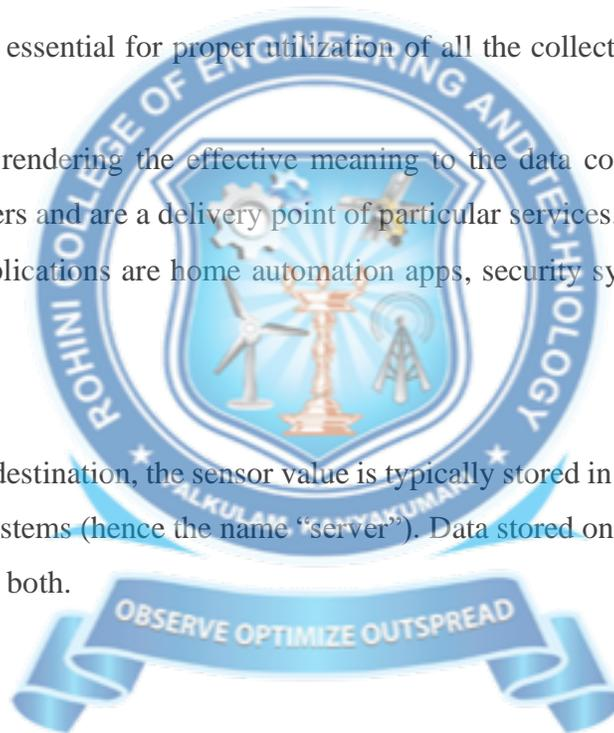 essential for proper utilization of all the collect
rendering the effective meaning to the data co
ers and are a delivery point of particular services.
plications are home automation apps, security sy
destination, the sensor value is typically stored in
stems (hence the name “server”). Data stored on
both.
ROHINI COLLEGE OF ENGINEERING AND TECHNOLOGY
PALKULAM, KANYAKUMARI
OBSERVE OPTIMIZE OUTSPREAD